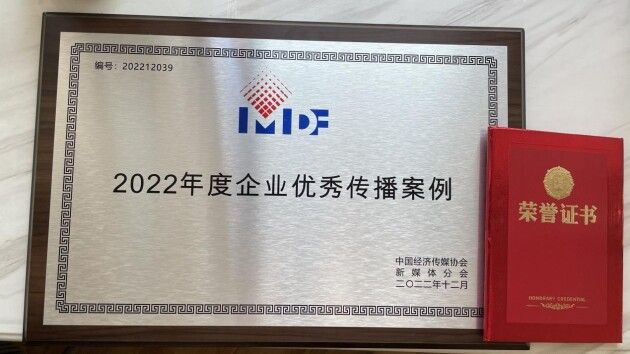 编号：202212039
IMDF
2022年度企业优秀传播案例
中国经济传媒协会
新媒体分会
二〇二二年十二月
荣誉证书
HONORARY CREDENTIAL